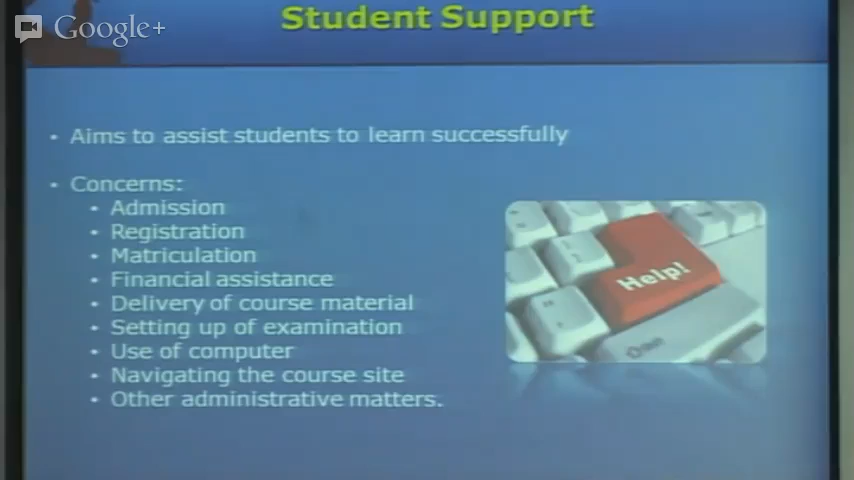 Google+
Student Support
• Aims to assist students to learn successfully
• Concerns:
• Admission
• Registration
• Matriculation
• Financial assistance
• Delivery of course material
• Setting up of examination
• Use of computer
• Navigating the course site
• Other administrative matters.
Help!